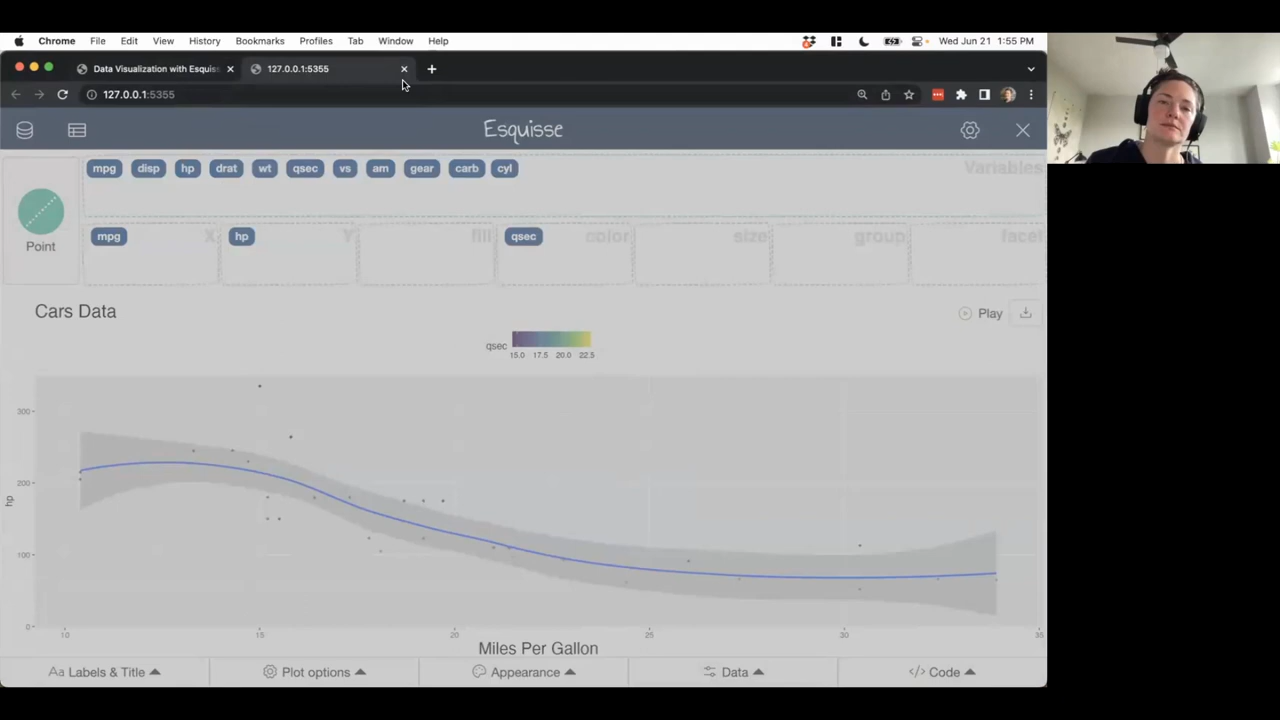 Chrome File Edit View History Bookmarks Profiles Tab Window Help Wed Jun 21 1:55 PM
Data Visualization with Esquiss 127.0.0.1:5355
127.0.0.1:5355
Esquisse
mpg disp hp drat wt qsec vs am gear carb cyl Variables
Point
mpg X hp Y fill qsec color size group facet
Cars Data
Play
qsec
15.0 17.5 20.0 22.5
300
200
hp
100
0
10 15 20 25 30 35
Miles Per Gallon
Aa Labels & Title Plot options Appearance Data </> Code